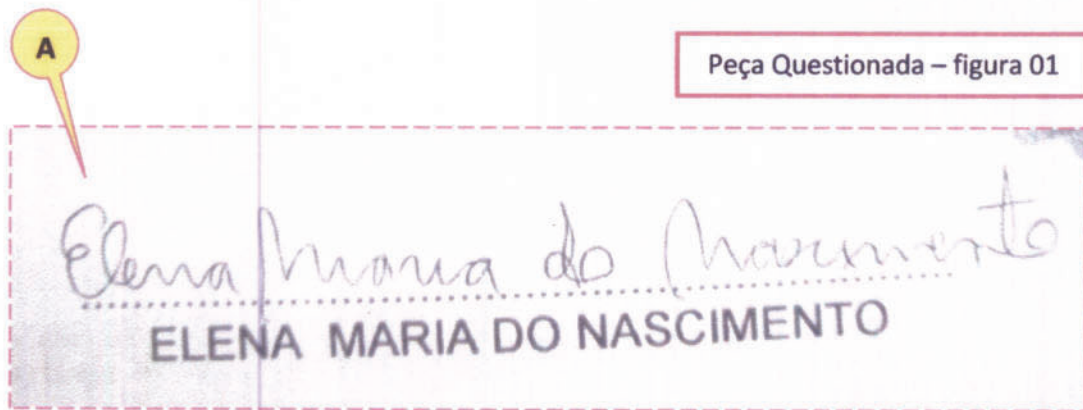 A
Peça Questionada – figura 01
Elena Maria do Nascimento
ELENA MARIA DO NASCIMENTO